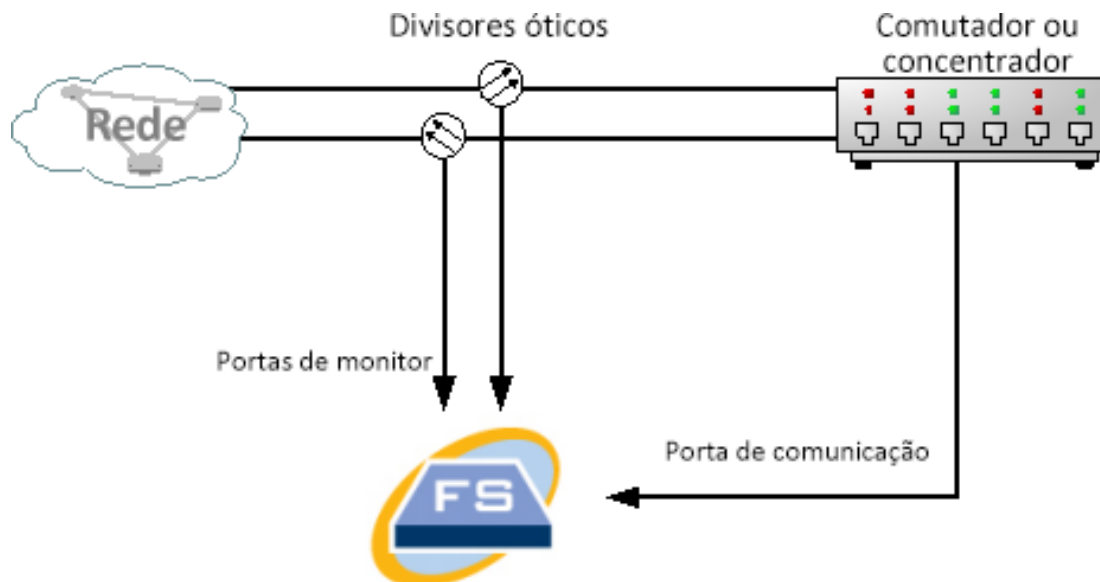 Divisores óticos
Comutador ou
concentrador
Rede
Portas de monitor
Porta de comunicação
FS